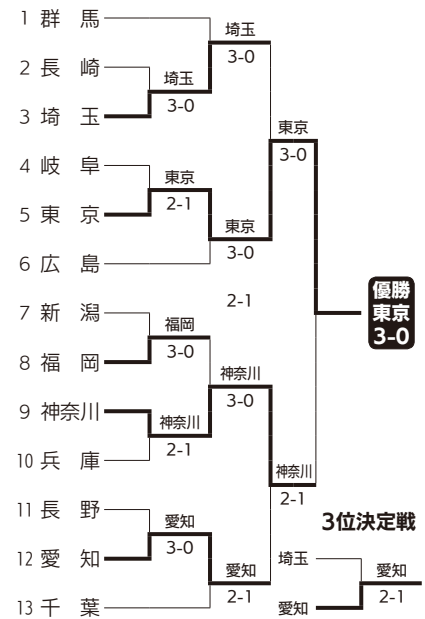 1 群馬
埼玉
3-0
2 長崎
埼玉
3-0
3 埼玉
東京
3-0
4 岐阜
東京
2-1
5 東京
東京
3-0
6 広島
優勝
東京
3-0
2-1
7 新潟
福岡
3-0
8 福岡
神奈川
3-0
9 神奈川
神奈川
2-1
10 兵庫
神奈川
2-1
11 長野
愛知
3-0
3位決定戦
12 愛知
埼玉
愛知
2-1
愛知
2-1
13 千葉
愛知